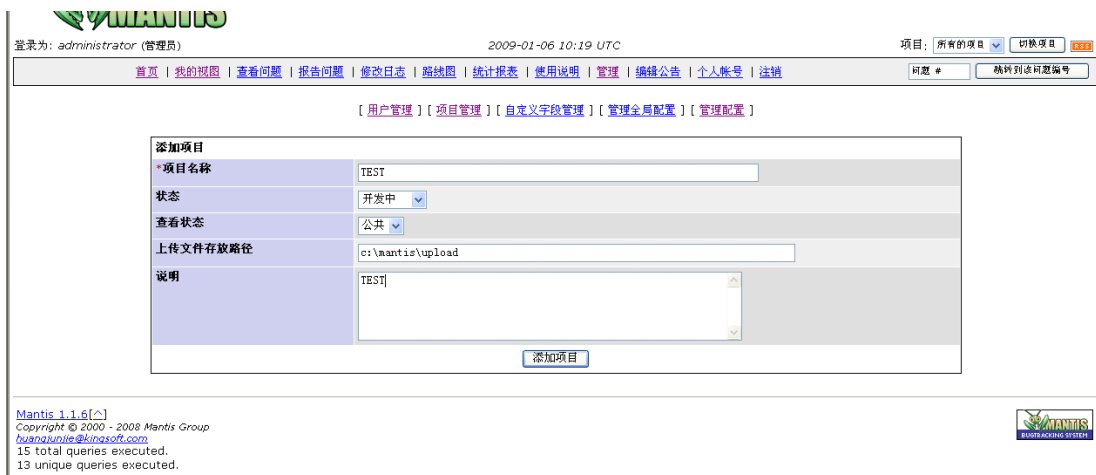 MANTIS
登录为: administrator (管理员) 2009-01-06 10:19 UTC 项目: 所有的项目 切换项目 RSS
首页 | 我的视图 | 查看问题 | 报告问题 | 修改日志 | 路线图 | 统计报表 | 使用说明 | 管理 | 编辑公告 | 个人帐号 | 注销 问题 # 跳转到该问题编号
[ 用户管理 ] [ 项目管理 ] [ 自定义字段管理 ] [ 管理全局配置 ] [ 管理配置 ]
添加项目
*项目名称 TEST
状态 开发中
查看状态 公共
上传文件存放路径 c:\mantis\upload
说明 TEST
添加项目
Mantis 1.1.6[^]
Copyright © 2000 - 2008 Mantis Group
huangjunjie@kingsoft.com
15 total queries executed.
13 unique queries executed.
MANTIS
BUGTRACKING SYSTEM